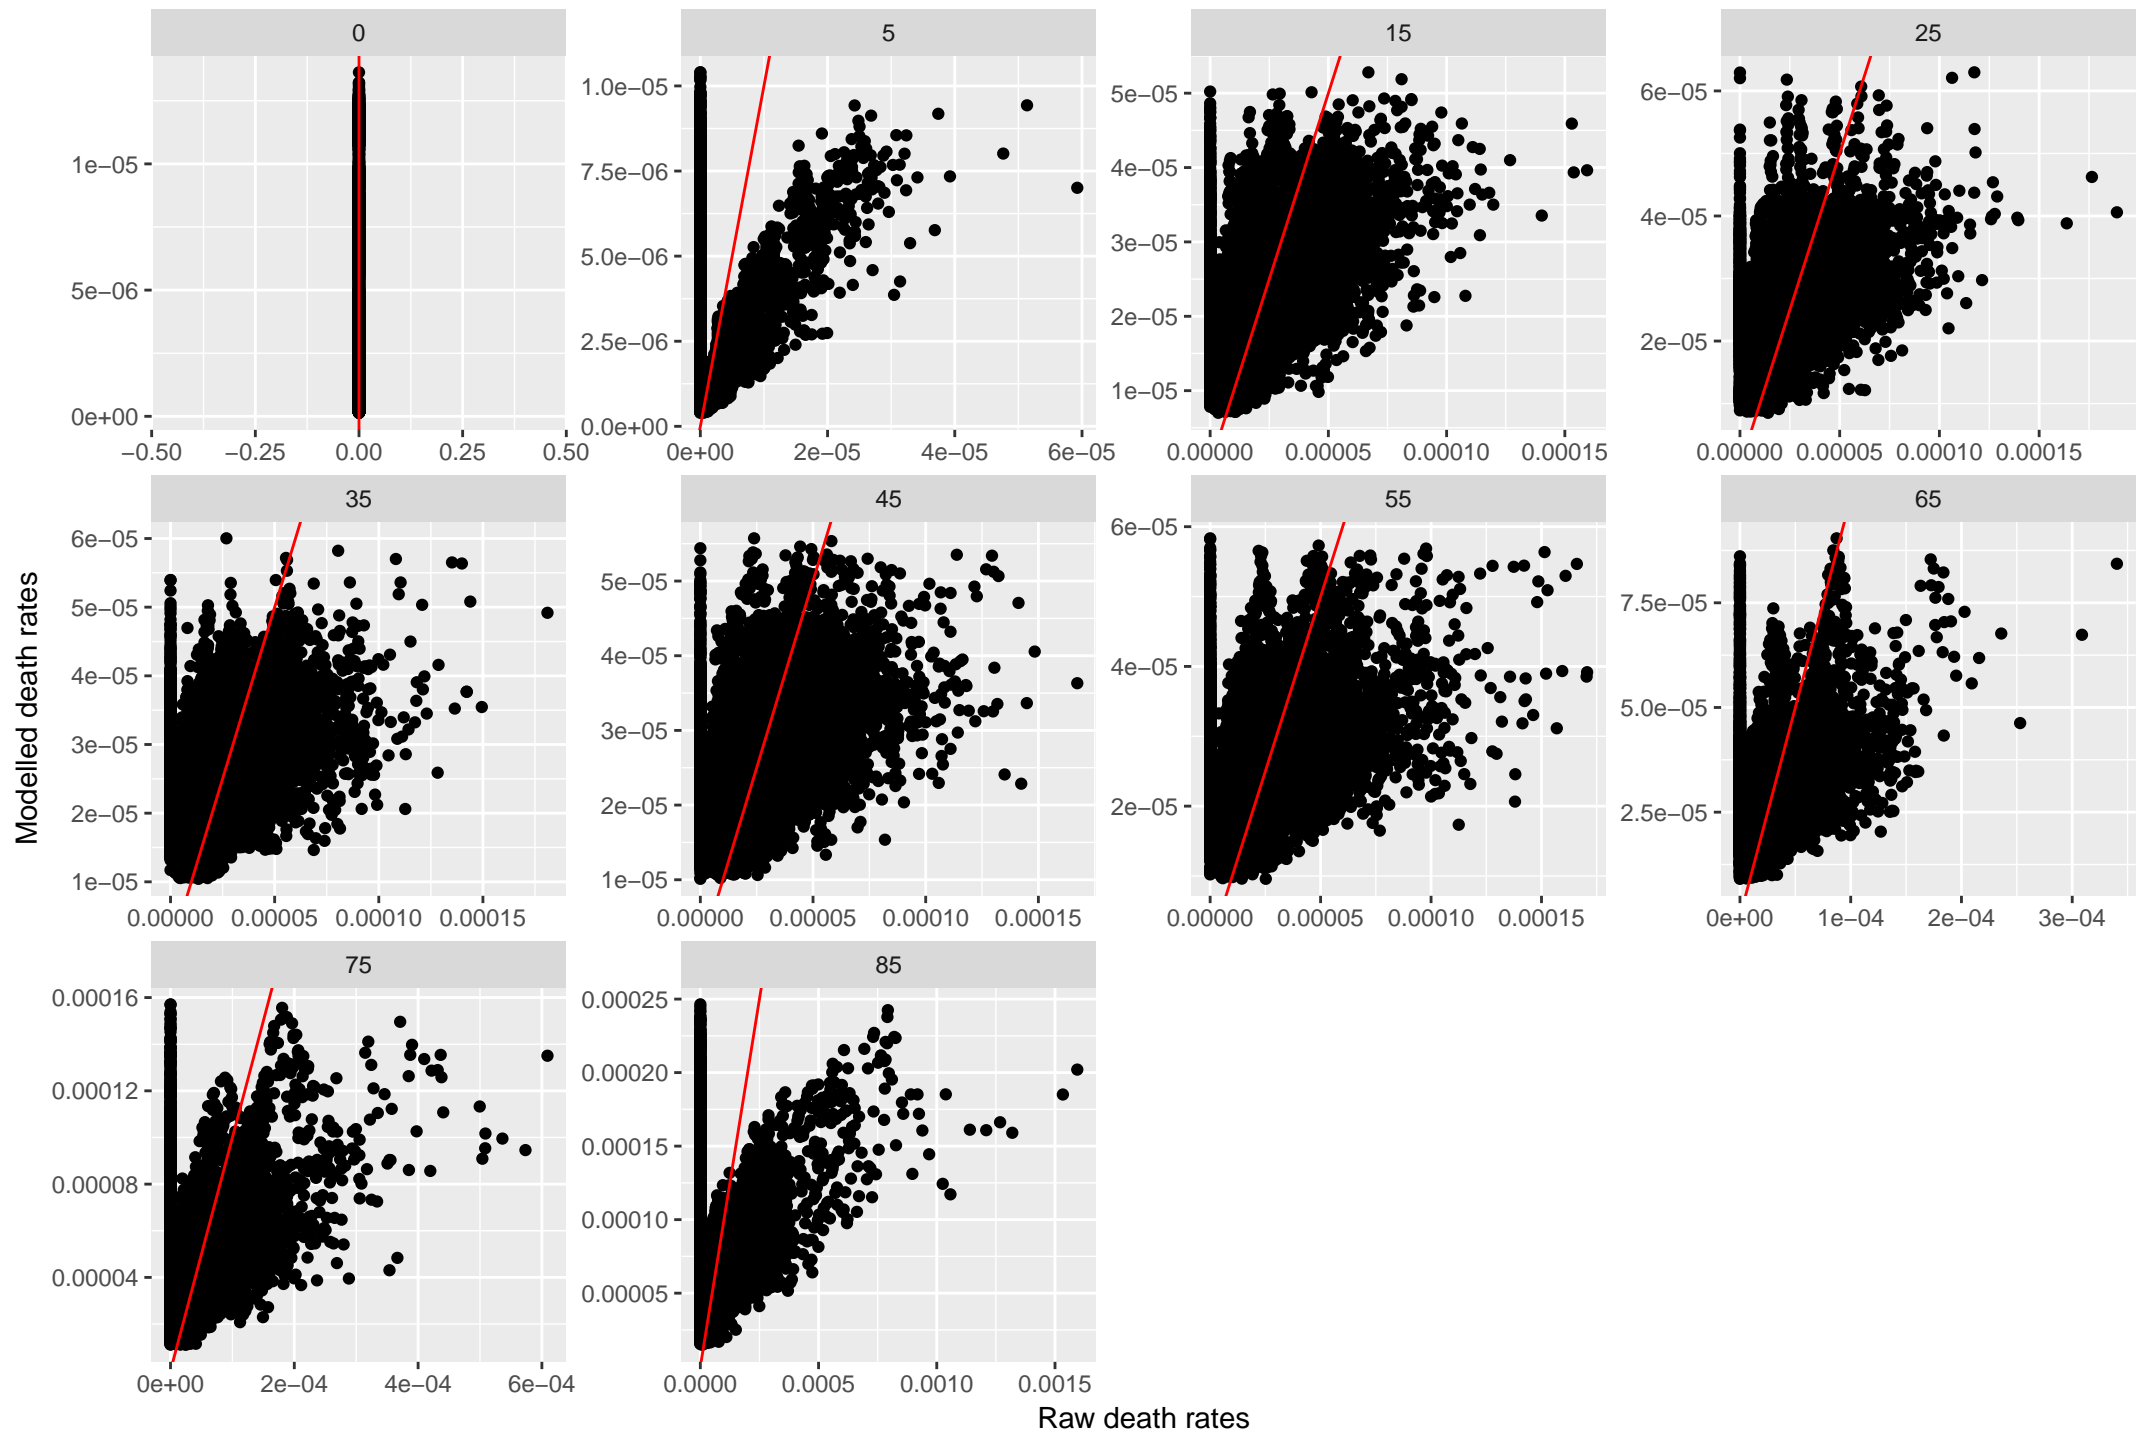 0 5 15 25
1e−05
5e−06
0e+00
−0.50 −0.25 0.00 0.25 0.50
1.0e−05
7.5e−06
5.0e−06
2.5e−06
0.0e+00
0e+00 2e−05 4e−05 6e−05
5e−05
4e−05
3e−05
2e−05
1e−05
0.00000 0.00005 0.00010 0.00015
6e−05
4e−05
2e−05
0.00000 0.00005 0.00010 0.00015
35 45 55 65
6e−05
5e−05
4e−05
3e−05
2e−05
1e−05
0.00000 0.00005 0.00010 0.00015
5e−05
4e−05
3e−05
2e−05
1e−05
0.00000 0.00005 0.00010 0.00015
6e−05
4e−05
2e−05
0.00000 0.00005 0.00010 0.00015
7.5e−05
5.0e−05
2.5e−05
0e+00 1e−04 2e−04 3e−04
75 85
0.00016
0.00012
0.00008
0.00004
0e+00 2e−04 4e−04 6e−04
0.00025
0.00020
0.00015
0.00010
0.00005
0.0000 0.0005 0.0010 0.0015
Modelled death rates
Raw death rates